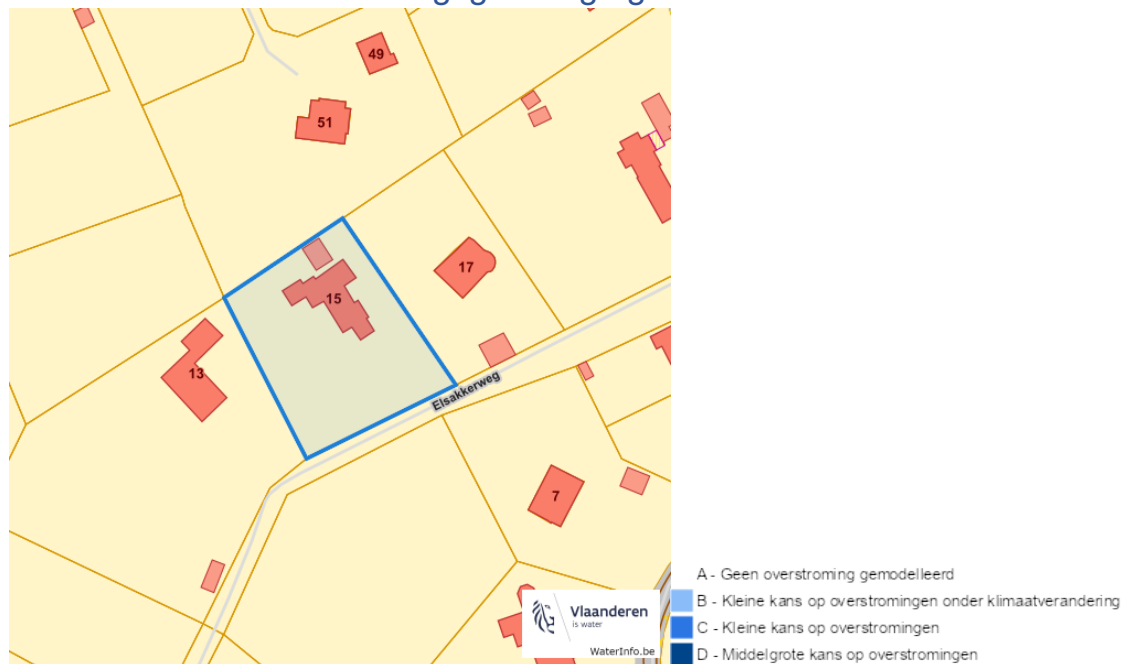 49
51
17
15
13
Elsakkerweg
7
A - Geen overstroming gemodelleerd
B - Kleine kans op overstromingen onder klimaatverandering
Vlaanderen
is water
C - Kleine kans op overstromingen
WaterInfo.be
D - Middelgrote kans op overstromingen